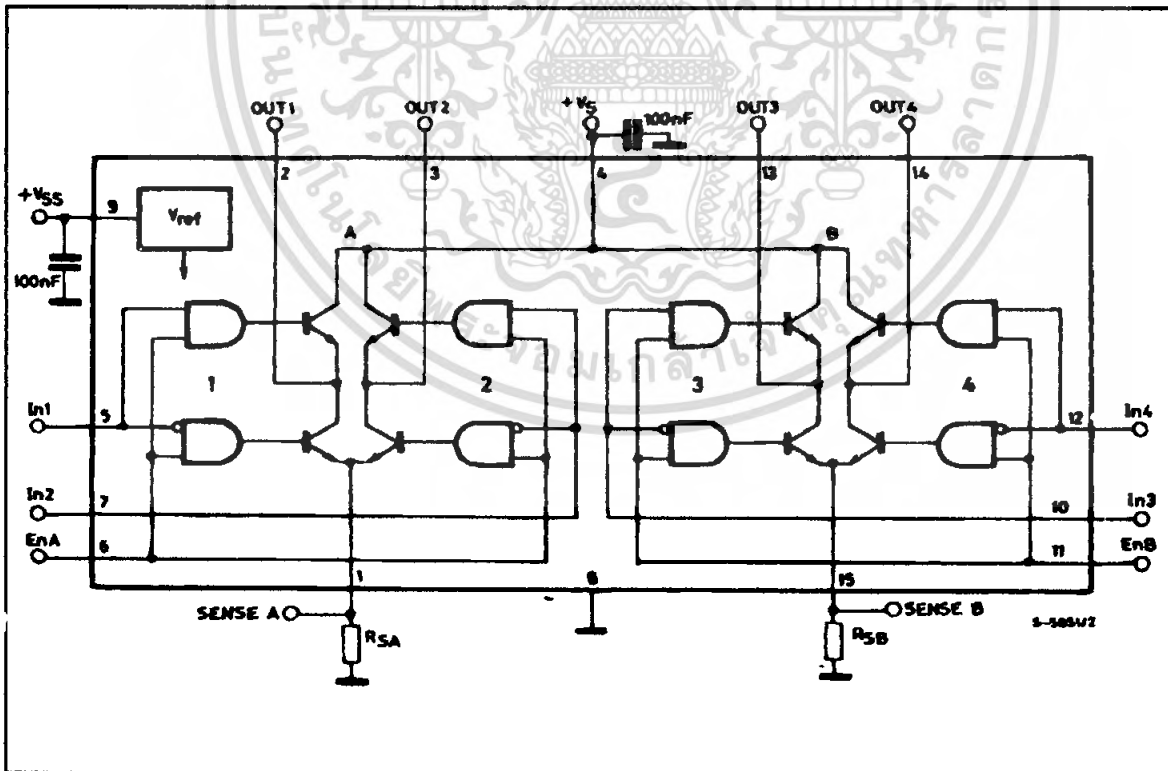 OUT1
OUT2
+Vs
100nF
OUT3
OUT4
2
3
4
13
14
+Vss
9
Vref
100nF
A
B
1
2
3
4
In1
5
12
In4
In2
7
10
In3
EnA
6
11
EnB
1
8
15
SENSE A
RSA
SENSE B
RSB